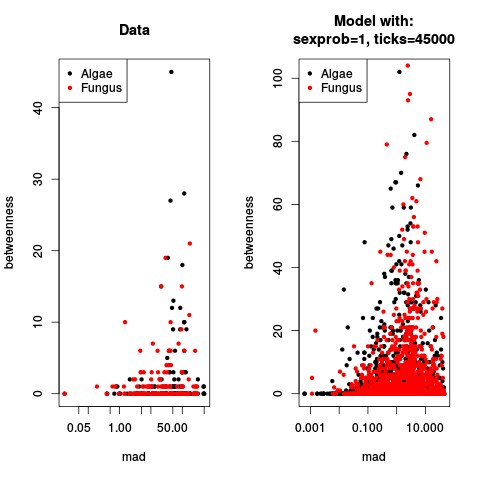 Data
Algae
Fungus
betweenness
40
30
20
10
0
0.05 1.00 50.00
mad
Model with:
sexprob=1, ticks=45000
Algae
Fungus
betweenness
100
80
60
40
20
0
0.001 0.100 10.000
mad